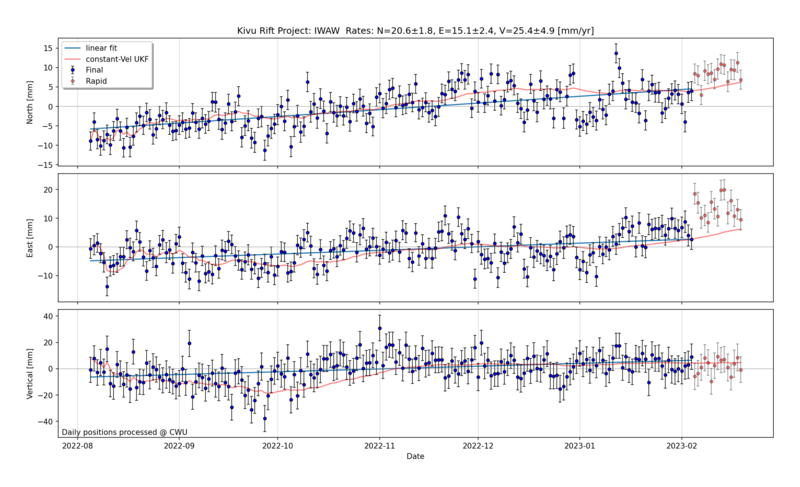 Kivu Rift Project: IWAW  Rates: N=20.6±1.8, E=15.1±2.4, V=25.4±4.9 [mm/yr]
linear fit
constant-Vel UKF
Final
Rapid
North [mm]
15
10
5
0
−5
−10
−15
East [mm]
20
10
0
−10
Vertical [mm]
40
20
0
−20
−40
Daily positions processed @ CWU
2022-08
2022-09
2022-10
2022-11
2022-12
2023-01
2023-02
Date